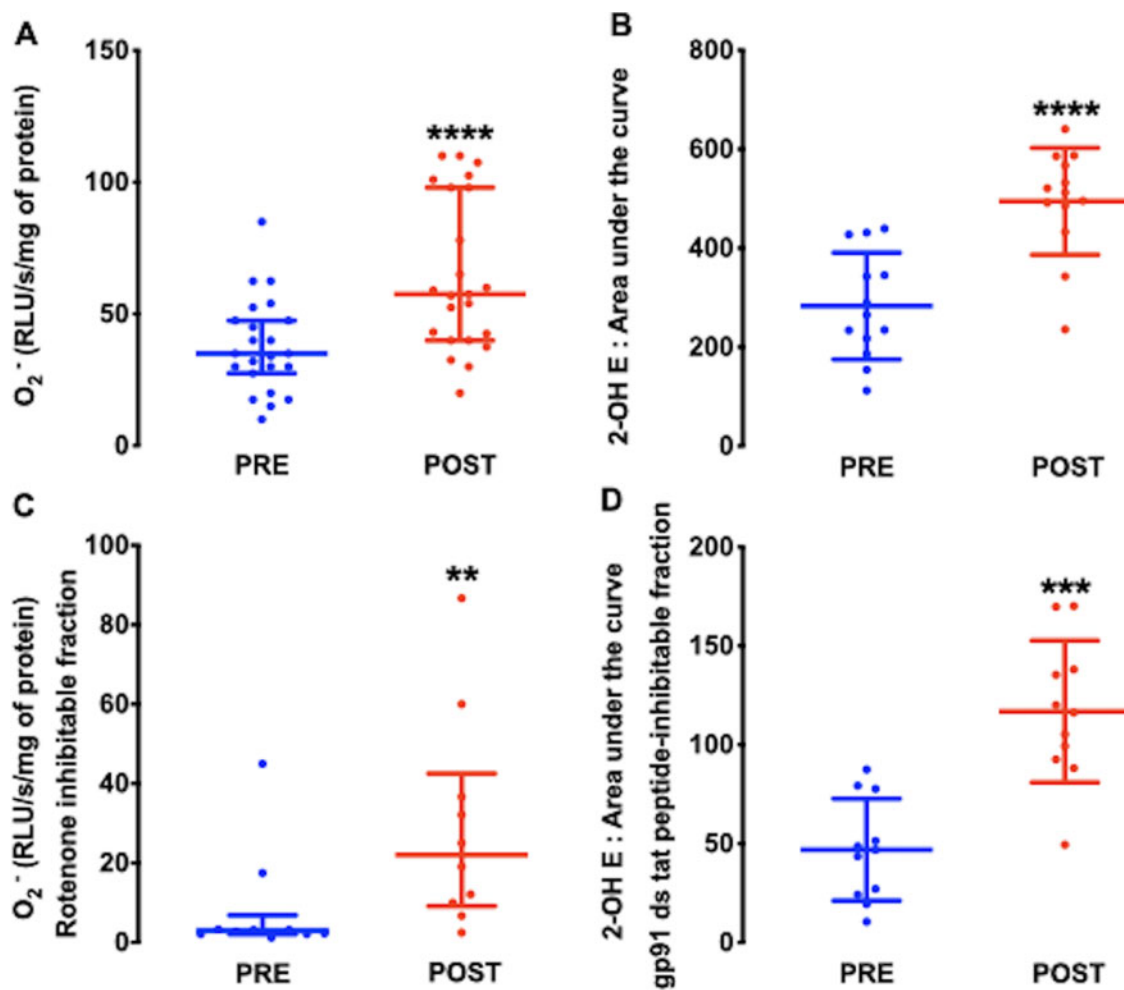 A
O2.- (RLU/s/mg of protein)
150
100
50
0
****
PRE
POST
B
2-OH E : Area under the curve
800
600
400
200
0
****
PRE
POST
C
O2.- (RLU/s/mg of protein)
Rotenone inhibitable fraction
100
80
60
40
20
0
**
PRE
POST
D
2-OH E : Area under the curve
gp91 ds tat peptide-inhibitable fraction
200
150
100
50
0
***
PRE
POST